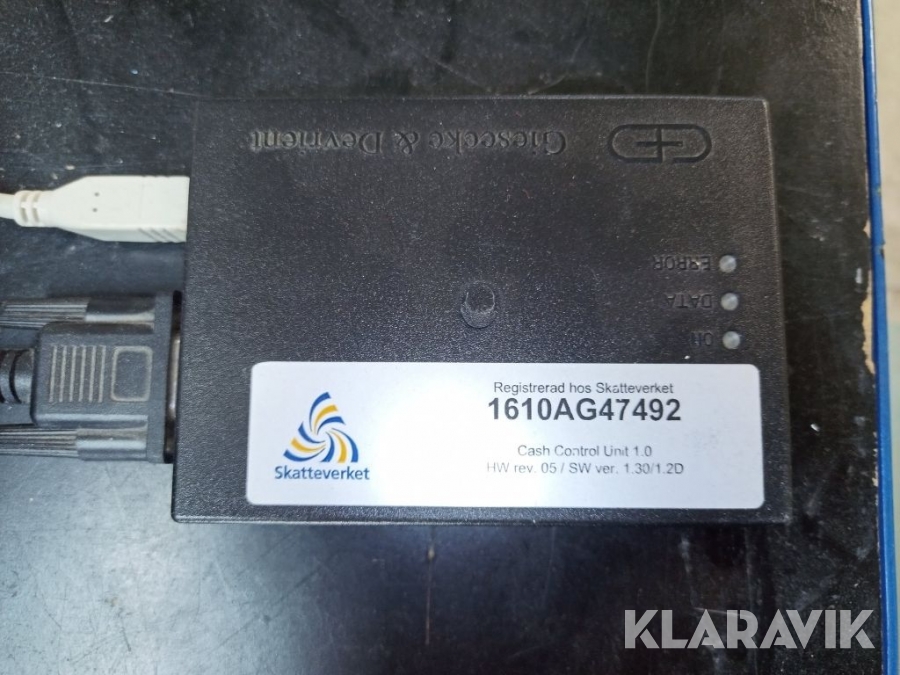 Giesecke & Devrient
ERROR
DATA
ON
Registrerad hos Skatteverket
1610AG47492
Cash Control Unit 1.0
HW rev. 05 / SW ver. 1.30/1.2D
Skatteverket
KLARAVIK